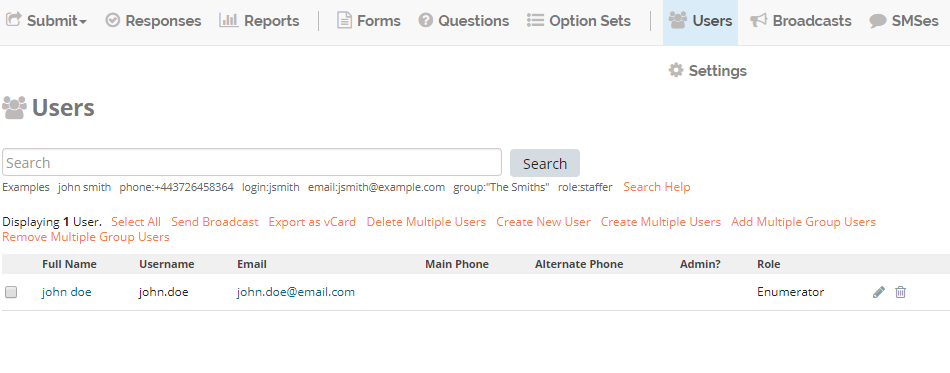 Submit Responses Reports Forms Questions Option Sets Users Broadcasts SMSes
Settings
Users
Search Search
Examples john smith phone:+443726458364 login:jsmith email:jsmith@example.com group:"The Smiths" role:staffer Search Help
Displaying 1 User. Select All Send Broadcast Export as vCard Delete Multiple Users Create New User Create Multiple Users Add Multiple Group Users
Remove Multiple Group Users
Full Name Username Email Main Phone Alternate Phone Admin? Role
john doe john.doe john.doe@email.com Enumerator